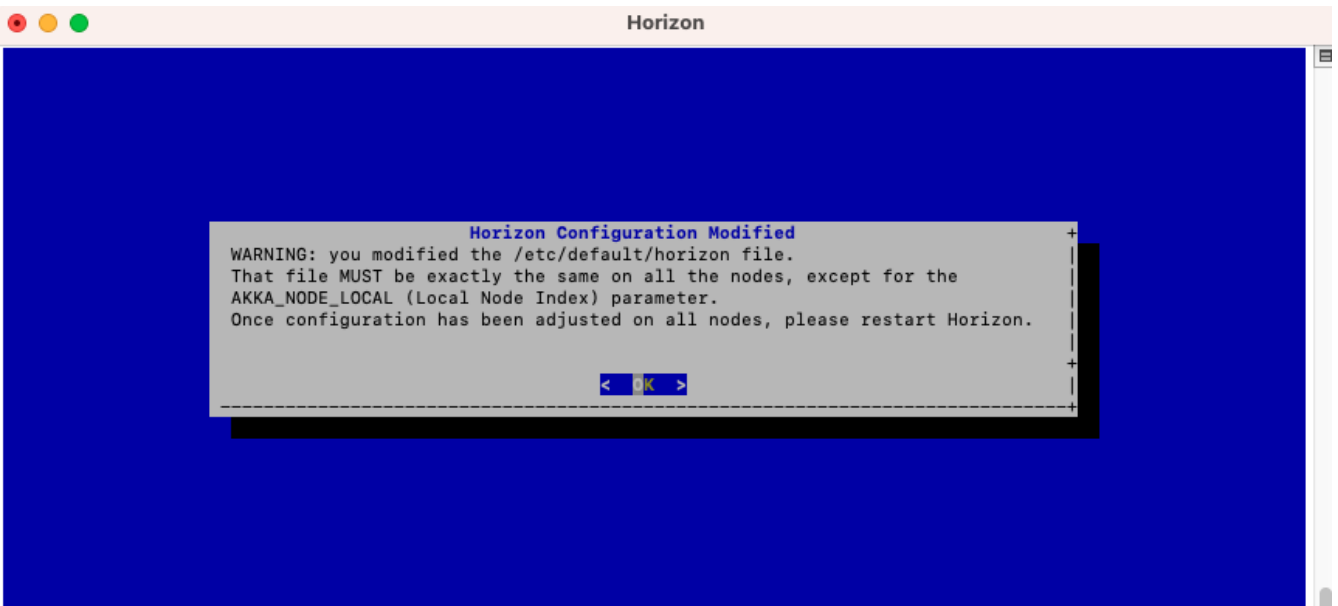 Horizon
Horizon Configuration Modified
WARNING: you modified the /etc/default/horizon file.
That file MUST be exactly the same on all the nodes, except for the
AKKA_NODE_LOCAL (Local Node Index) parameter.
Once configuration has been adjusted on all nodes, please restart Horizon.
< OK >